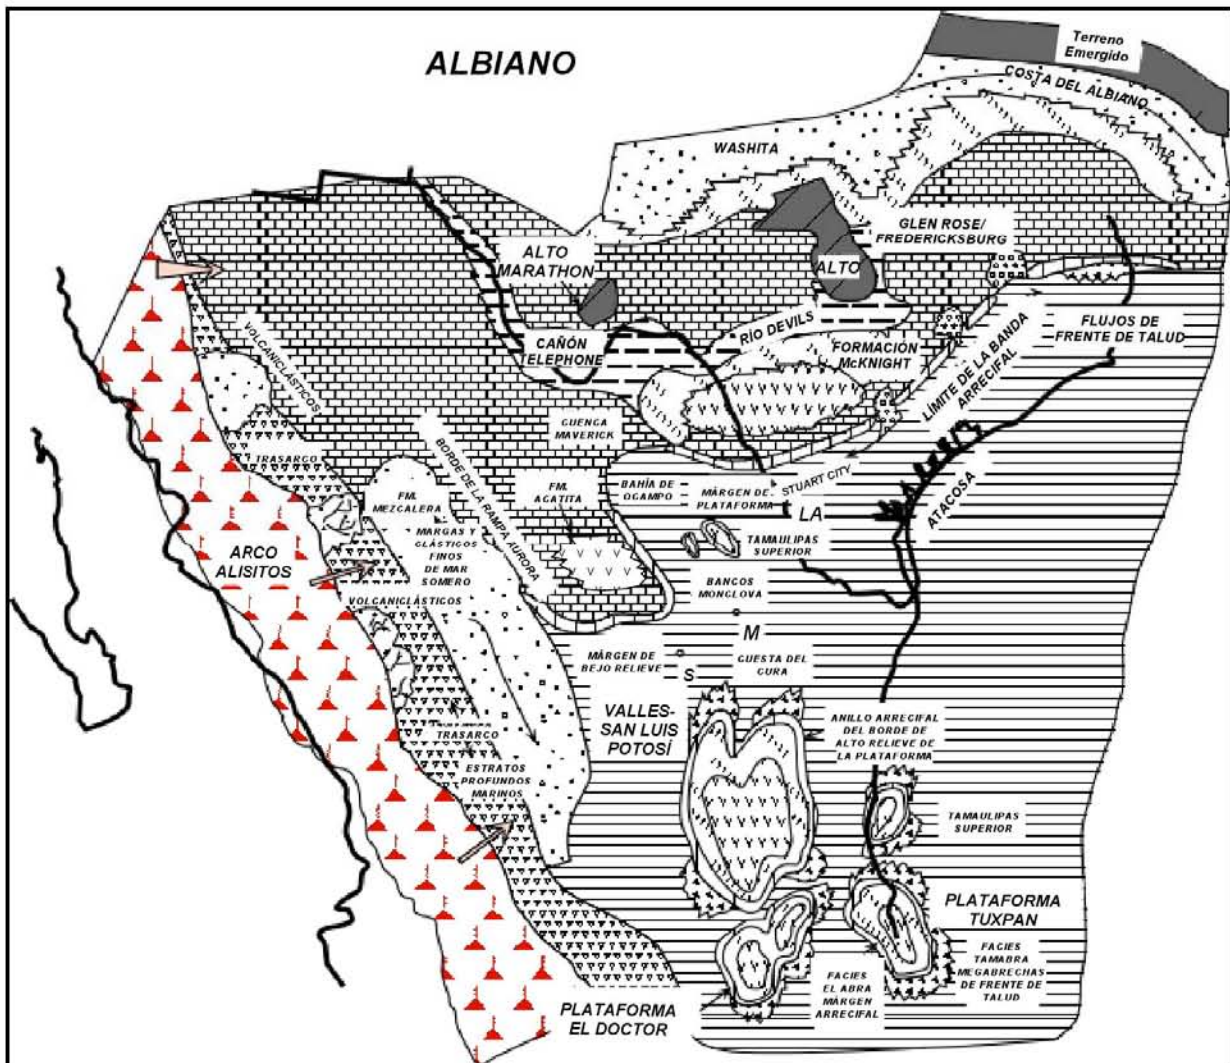 ALBIANO
Terreno
Emergido
COSTA DEL ALBIANO
WASHITA
GLEN ROSE/
FREDERICKSBURG
ALTO
MARATHON
ALTO
RÍO DEVILS
CAÑÓN
TELEPHONE
FORMACIÓN
McKNIGHT
FLUJOS DE
FRENTE DE TALUD
LÍMITE DE LA BANDA
ARRECIFAL
VOLCANICLÁSTICOS
CUENCA
MAVERICK
BORDE DE LA RAMPA AURORA
TRASARCO
FM.
MEZCALERA
FM.
ACATITA
BAHÍA DE
OCAMPO
MÁRGEN DE
PLATAFORMA
STUART CITY
LA
ATACOSA
MARGAS Y
CLÁSTICOS
FINOS
DE MAR
SOMERO
TAMAULIPAS
SUPERIOR
ARCO
ALISITOS
BANCOS
MONCLOVA
VOLCANICLÁSTICOS
M
MÁRGEN DE
BEJO RELIEVE
S
CUESTA DEL
CURA
VALLES-
SAN LUIS
POTOSÍ
ANILLO ARRECIFAL
DEL BORDE DE
ALTO RELIEVE DE
LA PLATAFORMA
TRASARCO
ESTRATOS
PROFUNDOS
MARINOS
TAMAULIPAS
SUPERIOR
PLATAFORMA
TUXPAN
FACIES
TAMABRA
MEGABRECHAS
DE FRENTE DE
TALUD
FACIES
EL ABRA
MÁRGEN
ARRECIFAL
PLATAFORMA
EL DOCTOR